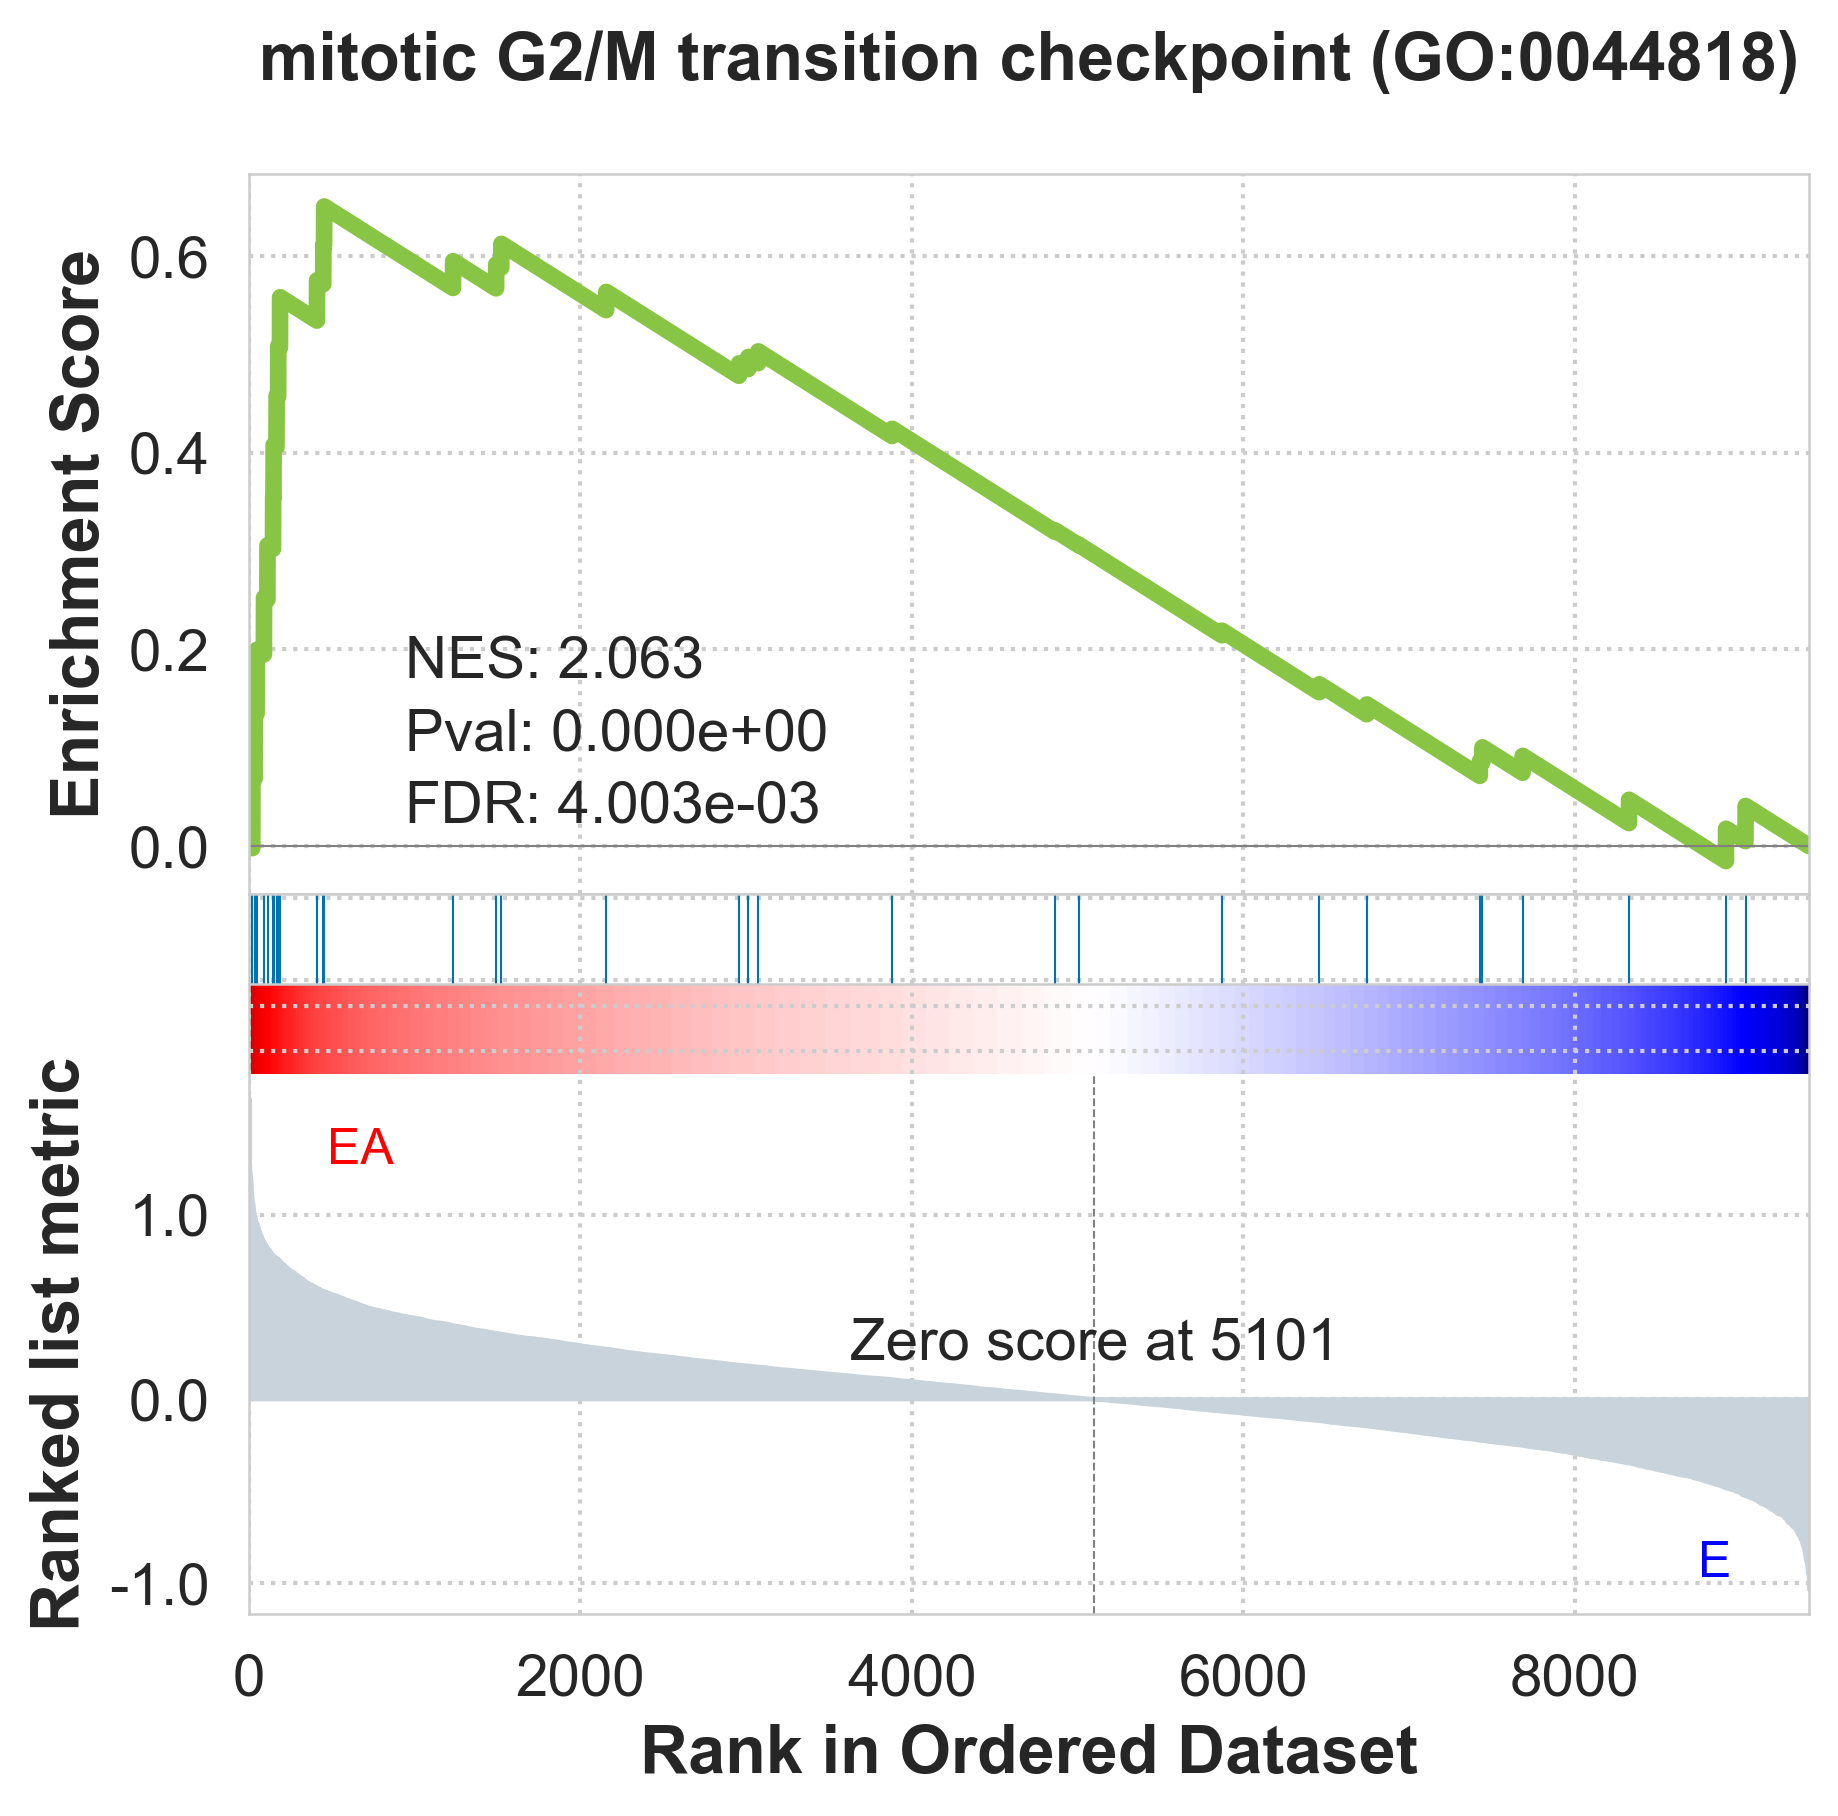 mitotic G2/M transition checkpoint (GO:0044818)
Enrichment Score
0.6
0.4
0.2
0.0
NES: 2.063
Pval: 0.000e+00
FDR: 4.003e-03
Ranked list metric
EA
1.0
0.0
-1.0
Zero score at 5101
E
0 2000 4000 6000 8000
Rank in Ordered Dataset